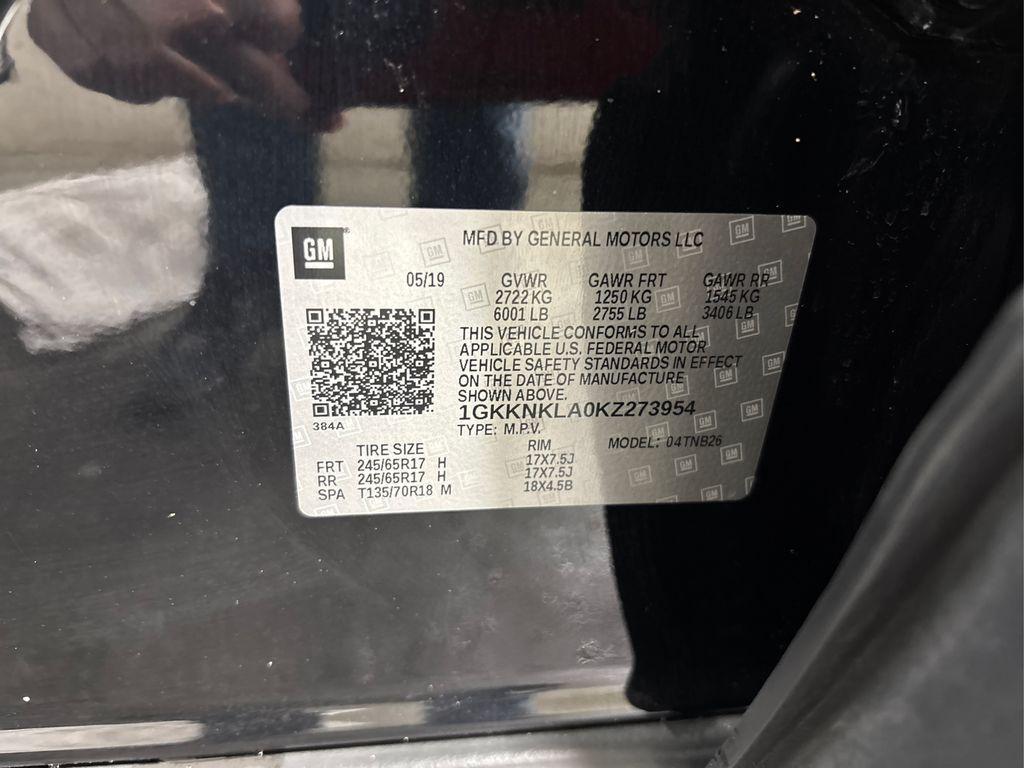 GM
MFD BY GENERAL MOTORS LLC
05/19 GVWR GAWR FRT GAWR RR
2722 KG 1250 KG 1545 KG
6001 LB 2755 LB 3406 LB
THIS VEHICLE CONFORMS TO ALL
APPLICABLE U.S. FEDERAL MOTOR
VEHICLE SAFETY STANDARDS IN EFFECT
ON THE DATE OF MANUFACTURE
SHOWN ABOVE.
1GKKNKLA0KZ273954
384A
TYPE: M.P.V. MODEL: 04TNB26
TIRE SIZE RIM
FRT 245/65R17 H 17X7.5J
RR 245/65R17 H 17X7.5J
SPA T135/70R18 M 18X4.5B